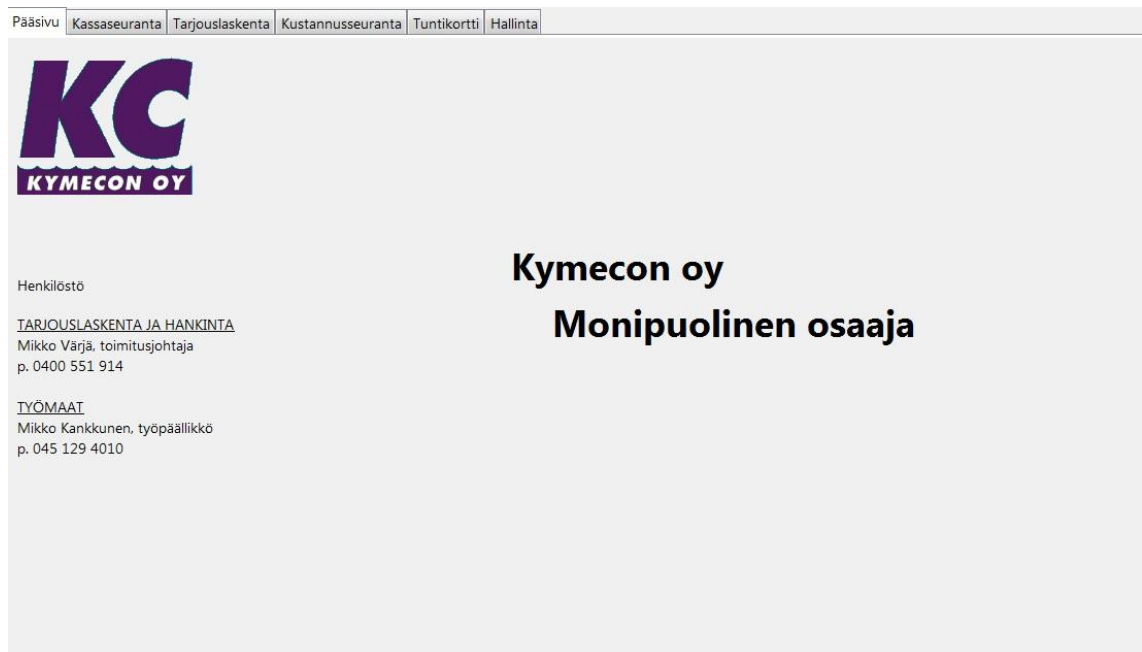 Pääsivu Kassaseuranta Tarjouslaskenta Kustannusseuranta Tuntikortti Hallinta
KC
KYMECON OY
Henkilöstö
TARJOUSLASKENTA JA HANKINTA
Mikko Värjä, toimitusjohtaja
p. 0400 551 914
TYÖMAAT
Mikko Kankkunen, työpäällikkö
p. 045 129 4010
Kymecon oy
Monipuolinen osaaja